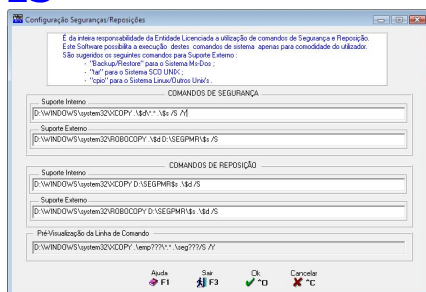 Configuração Seguranças/Reposições
É da inteira responsabilidade da Entidade Licenciada a utilização de comandos de Segurança e Reposição.
Este Software possibilita a execução destes comandos de sistema apenas para comodidade do utilizador.
São sugeridos os seguintes comandos para Suporte Externo :
- "Backup/Restore" para o Sistema Ms-Dos ;
- "tar" para o Sistema SCO UNIX ;
- "cpio" para o Sistema Linux/Outros Unix's .
COMANDOS DE SEGURANÇA
Suporte Interno
D:\WINDOWS\system32\XCOPY .\$d\*.* .\$s /S /Y
Suporte Externo
D:\WINDOWS\system32\ROBOCOPY .\$d D:\SEGPMR\$s /S
COMANDOS DE REPOSIÇÃO
Suporte Interno
D:\WINDOWS\system32\XCOPY D:\SEGPMR$s .\$d /S
Suporte Externo
D:\WINDOWS\system32\ROBOCOPY D:\SEGPMR\$s .\$d /S
Pré-Visualização da Linha de Comando
D:\WINDOWS\system32\XCOPY .\emp???\*.* .\seg???/S /Y
Ajuda Sair Ok Cancelar
F1 F3 ^O ^C